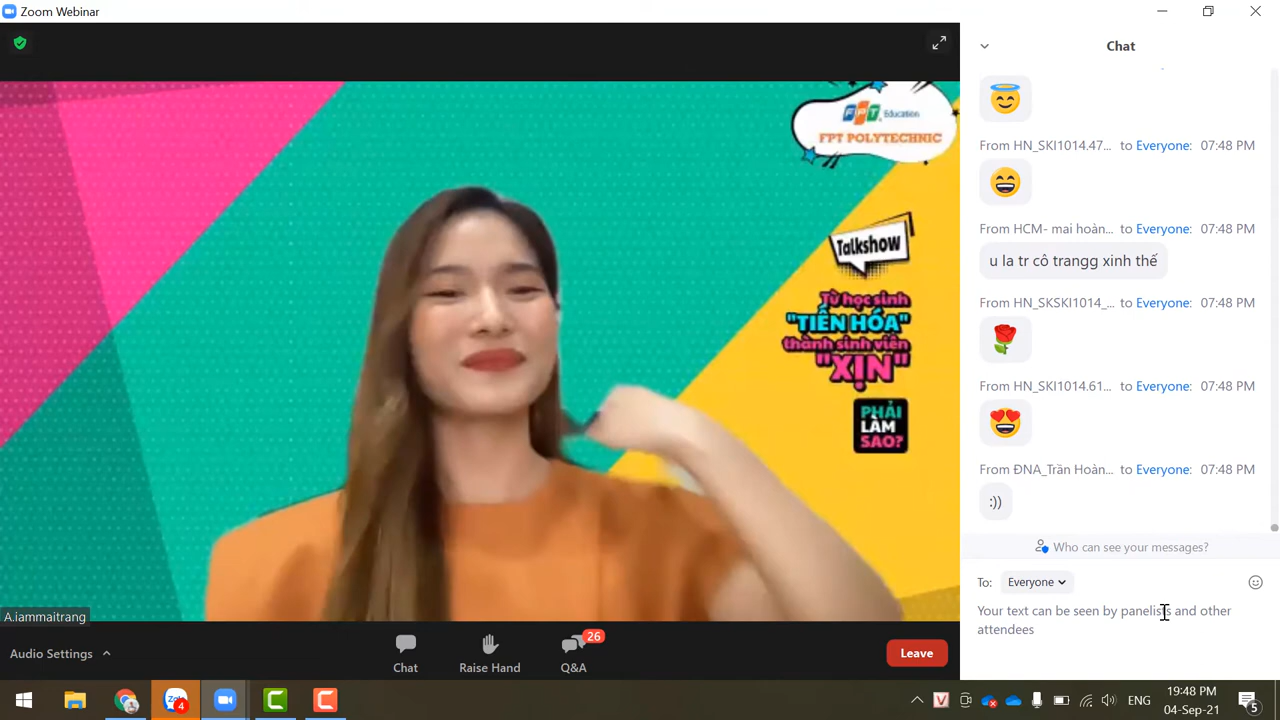 Zoom Webinar
Chat
From HN_SKI1014.47... to Everyone: 07:48 PM
From HCM- mai hoàn... to Everyone: 07:48 PM
u la tr cô trangg xinh thế
From HN_SKSKI1014_... to Everyone: 07:48 PM
From HN_SKI1014.61... to Everyone: 07:48 PM
From ĐNA_Trần Hoàn... to Everyone: 07:48 PM
:))
Who can see your messages?
To: Everyone
Your text can be seen by panelists and other
attendees
FPT Education
FPT POLYTECHNIC
Talkshow
Từ học sinh
"TIẾN HÓA"
thành sinh viên
"XỊN"
PHẢI
LÀM
SAO?
A.iammaitrang
Audio Settings
Chat
Raise Hand
26
Q&A
Leave
Zalo
4
C
C
V
ENG
19:48 PM
04-Sep-21
5